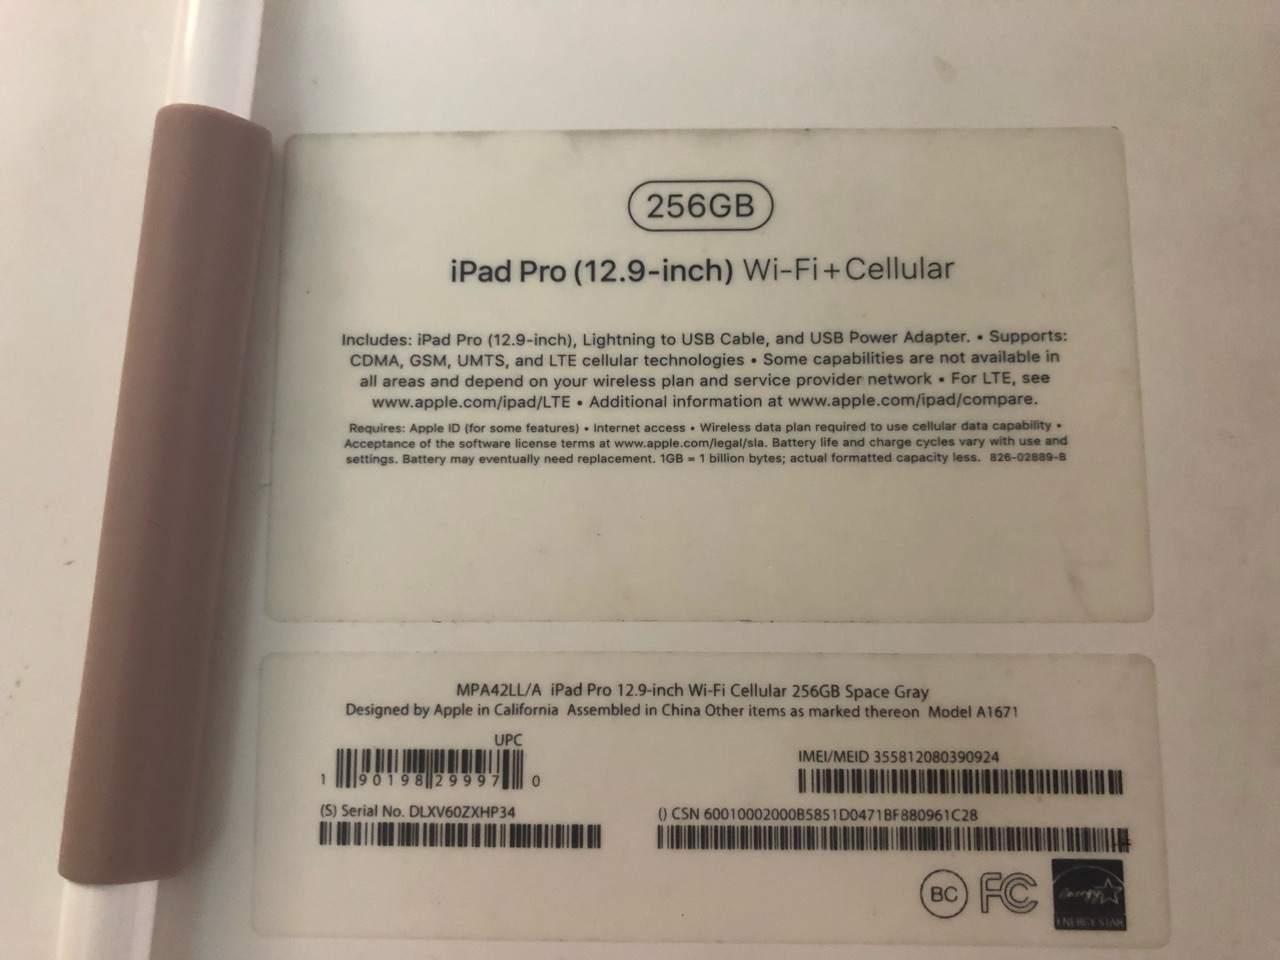 256GB
iPad Pro (12.9-inch) Wi-Fi + Cellular
Includes: iPad Pro (12.9-inch), Lightning to USB Cable, and USB Power Adapter. • Supports:
CDMA, GSM, UMTS, and LTE cellular technologies • Some capabilities are not available in
all areas and depend on your wireless plan and service provider network • For LTE, see
www.apple.com/ipad/LTE • Additional information at www.apple.com/ipad/compare.
Requires: Apple ID (for some features) • Internet access • Wireless data plan required to use cellular data capability •
Acceptance of the software license terms at www.apple.com/legal/sla. Battery life and charge cycles vary with use and
settings. Battery may eventually need replacement. 1GB = 1 billion bytes; actual formatted capacity less. 826-02889-B
MPA42LL/A iPad Pro 12.9-inch Wi-Fi Cellular 256GB Space Gray
Designed by Apple in California Assembled in China Other items as marked thereon Model A1671
UPC
1 90198 29997 0
IMEI/MEID 355812080390924
(S) Serial No. DLXV60ZXHP34
() CSN 60010002000B5851D0471BF880961C28
BC FC
energy
ENERGY STAR